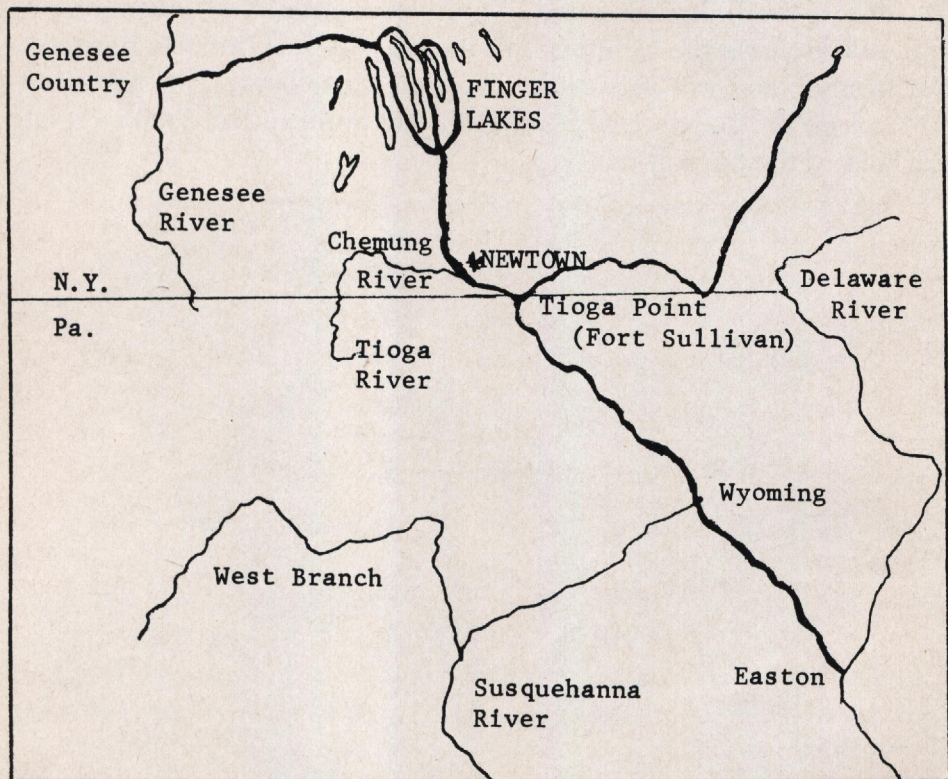 Genesee
Country
FINGER
LAKES
Genesee
River
Chemung
River
NEWTOWN
N.Y.
Pa.
Tioga Point
(Fort Sullivan)
Delaware
River
Tioga
River
Wyoming
West Branch
Easton
Susquehanna
River